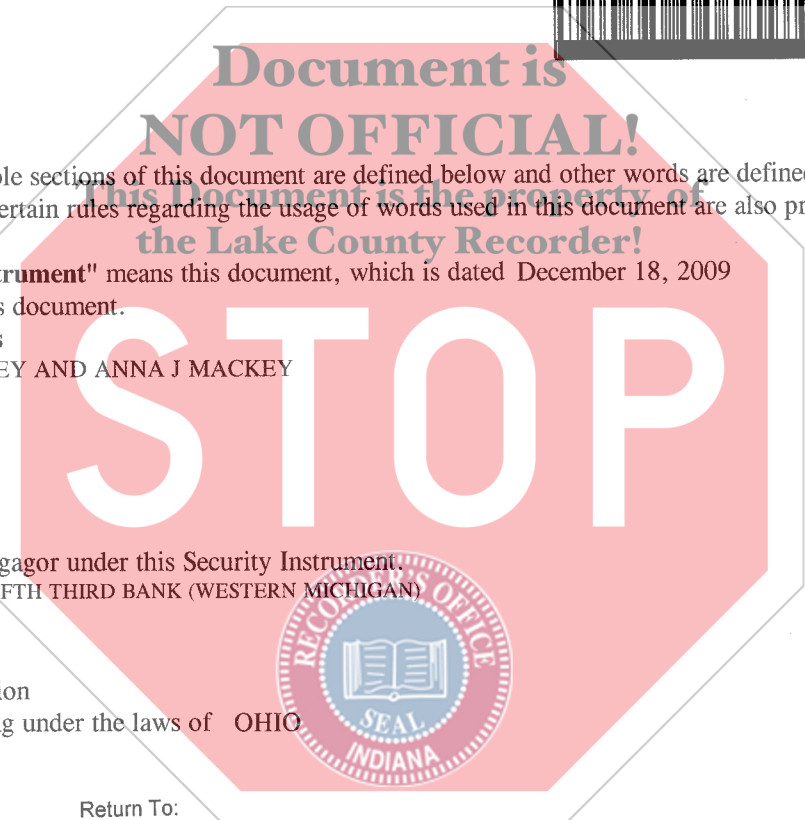 Document is
NOT OFFICIAL!
ple sections of this document are defined below and other words are defined
This Document is the property of
ertain rules regarding the usage of words used in this document are also pr
the Lake County Recorder!
trument" means this document, which is dated December 18, 2009
s document.
s
EY AND ANNA J MACKEY
STOP
gagor under this Security Instrument.
FTH THIRD BANK (WESTERN MICHIGAN)
RECORDER'S OFFICE
ion
g under the laws of OHIO
SEAL
INDIANA
Return To: